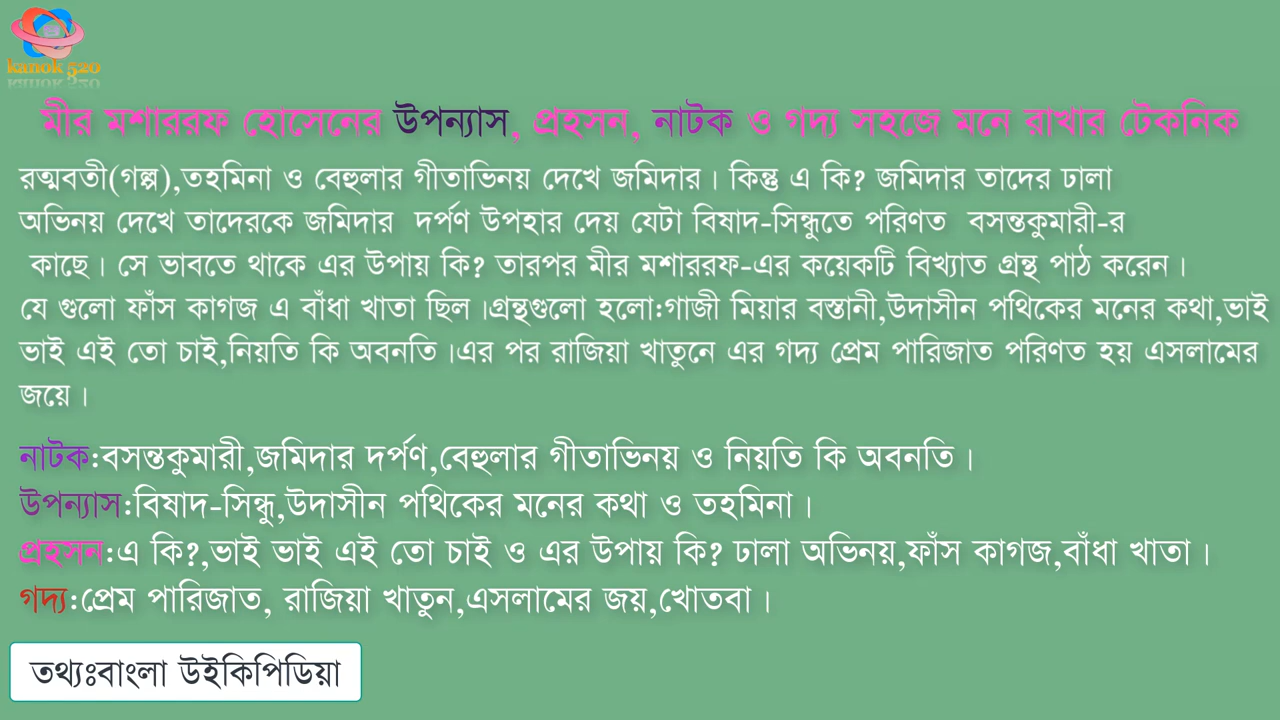 kanok 520
মীর মশাররফ হোসেনের উপন্যাস, প্রহসন, নাটক ও গদ্য সহজে মনে রাখার টেকনিক
রত্মবতী(গল্প),তহমিনা ও বেহুলার গীতাভিনয় দেখে জমিদার। কিন্তু এ কি? জমিদার তাদের ঢালা
অভিনয় দেখে তাদেরকে জমিদার দর্পণ উপহার দেয় যেটা বিষাদ-সিন্ধুতে পরিণত বসন্তকুমারী-র
কাছে। সে ভাবতে থাকে এর উপায় কি? তারপর মীর মশাররফ-এর কয়েকটি বিখ্যাত গ্রন্থ পাঠ করেন।
যে গুলো ফাঁস কাগজ এ বাঁধা খাতা ছিল।গ্রন্থগুলো হলো:গাজী মিয়ার বস্তানী,উদাসীন পথিকের মনের কথা,ভাই
ভাই এই তো চাই,নিয়তি কি অবনতি।এর পর রাজিয়া খাতুনে এর গদ্য প্রেম পারিজাত পরিণত হয় এসলামের
জয়ে।
নাটক:বসন্তকুমারী,জমিদার দর্পণ,বেহুলার গীতাভিনয় ও নিয়তি কি অবনতি।
উপন্যাস:বিষাদ-সিন্ধু,উদাসীন পথিকের মনের কথা ও তহমিনা।
প্রহসন:এ কি?,ভাই ভাই এই তো চাই ও এর উপায় কি? ঢালা অভিনয়,ফাঁস কাগজ,বাঁধা খাতা।
গদ্য:প্রেম পারিজাত, রাজিয়া খাতুন,এসলামের জয়,খোতবা।
তথ্যঃবাংলা উইকিপিডিয়া